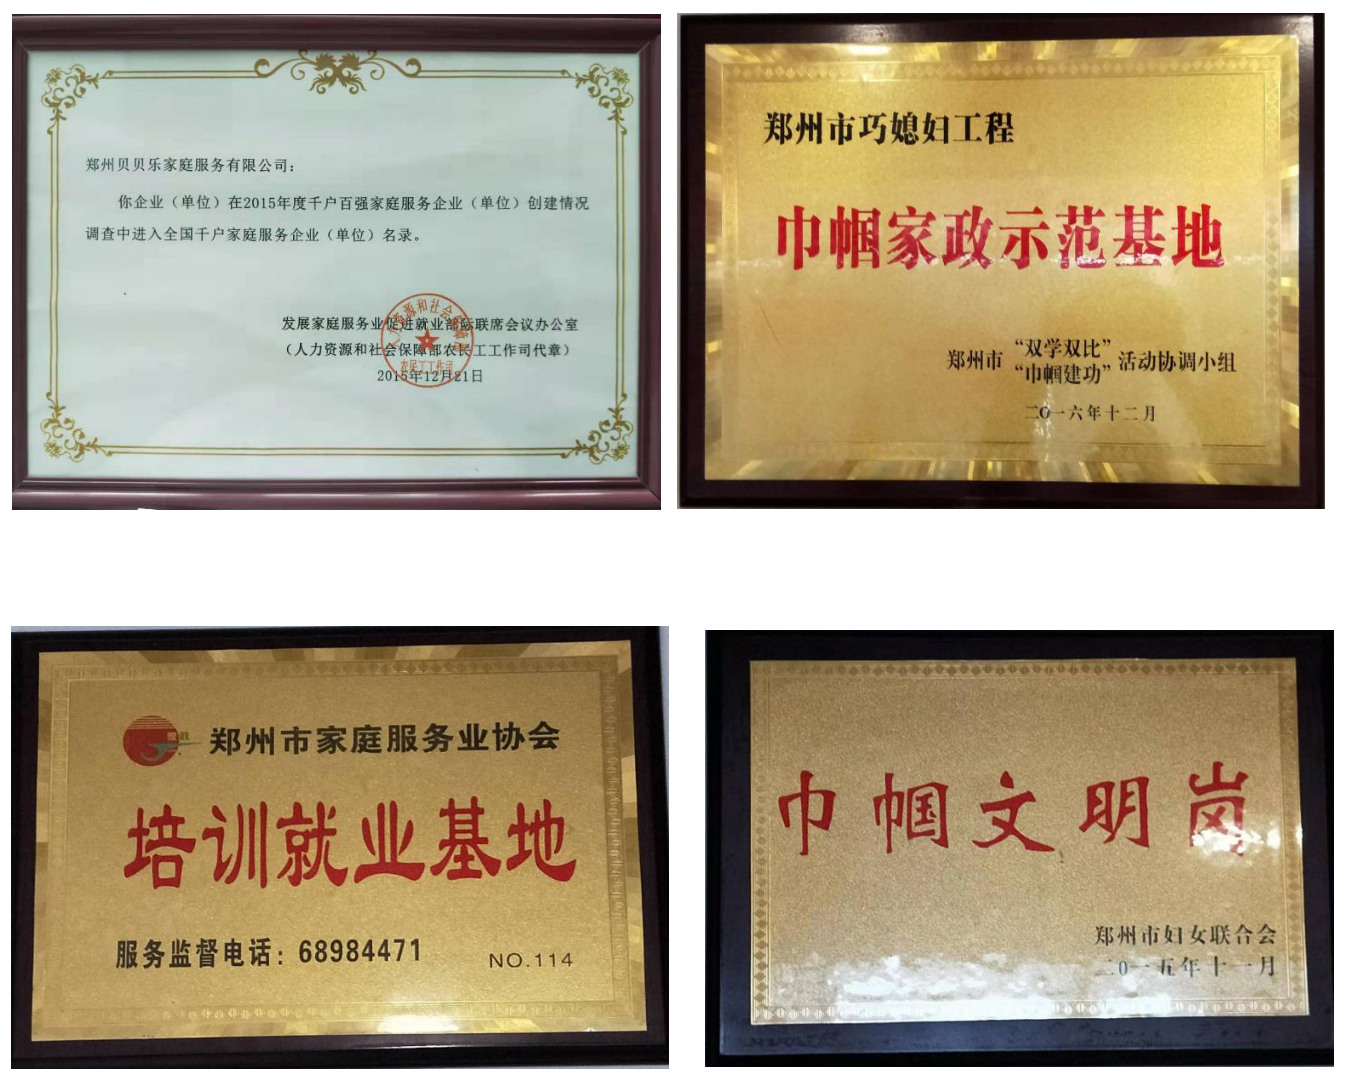 郑州贝贝乐家庭服务有限公司:
你企业(单位)在2015年度千户百强家庭服务企业(单位)创建情况
调查中进入全国千户家庭服务企业(单位)名录。
发展家庭服务业促进就业部际联席会议办公室
(人力资源和社会保障部农民工工作司代章)
2015年12月21日
农民工工作司
郑州市巧媳妇工程
巾帼家政示范基地
郑州市“双学双比”“巾帼建功”活动协调小组
二〇一六年十二月
郑州市家庭服务业协会
培训就业基地
服务监督电话:68984471
NO.114
巾帼文明岗
郑州市妇女联合会
二0一五年十一月